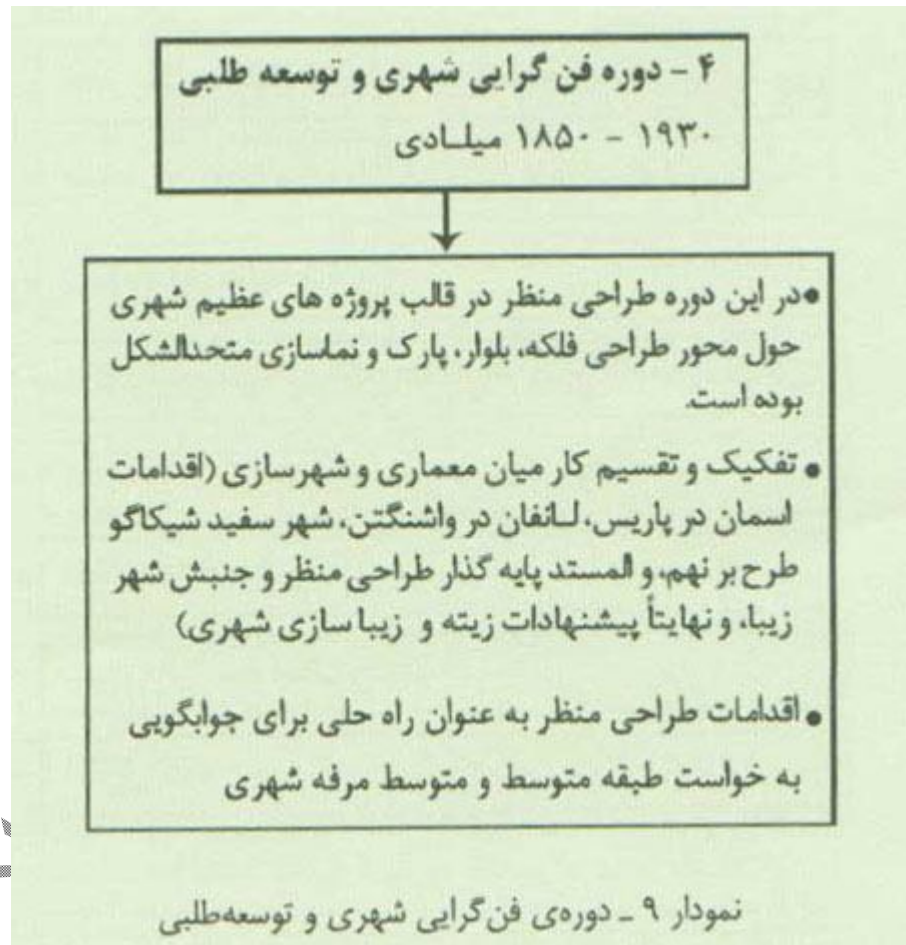 ۴ - دوره فن گرایی شهری و توسعه طلبی
۱۹۳۰ - ۱۸۵۰ میلادی
•در این دوره طراحی منظر در قالب پروژه های عظیم شهری
حول محور طراحی فلکه، بلوار، پارک و نماسازی متحدالشکل
بوده است.
• تفکیک و تقسیم کار میان معماری و شهرسازی (اقدامات
اسمان در پاریس، لانفان در واشنگتن، شهر سفید شیکاگو
طرح بر نهم، و المستد پایه گذار طراحی منظر و جنبش شهر
زیبا، و نهایتأ پیشنهادات زیته و زیبا سازی شهری)
• اقدامات طراحی منظر به عنوان راه حلی برای جوابگویی
به خواست طبقه متوسط و متوسط مرفه شهری
نمودار ۹ ـ دوره‌ی فن‌گرایی شهری و توسعه‌طلبی